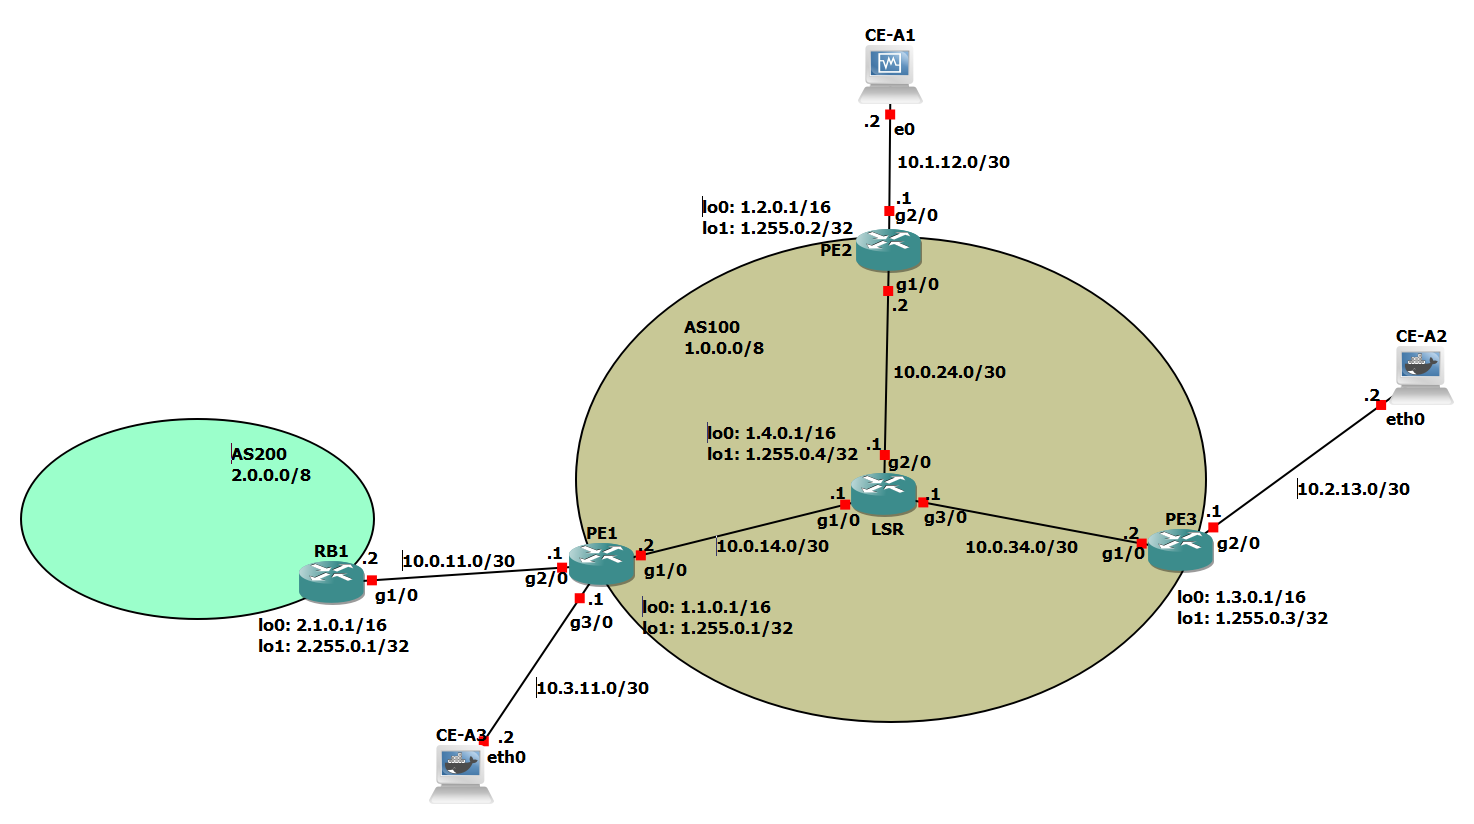 CE-A1
.2
e0
10.1.12.0/30
.1
g2/0
lo0: 1.2.0.1/16
lo1: 1.255.0.2/32
PE2
g1/0
.2
AS100
1.0.0.0/8
10.0.24.0/30
CE-A2
.2
eth0
10.2.13.0/30
lo0: 1.4.0.1/16
lo1: 1.255.0.4/32
.1
g2/0
.1
g1/0
.1
g3/0
LSR
AS200
2.0.0.0/8
RB1
.2
g1/0
10.0.11.0/30
lo0: 2.1.0.1/16
lo1: 2.255.0.1/32
PE1
.1
g2/0
.2
g1/0
10.0.14.0/30
.1
g3/0
lo0: 1.1.0.1/16
lo1: 1.255.0.1/32
10.0.34.0/30
PE3
.2
g1/0
.1
g2/0
lo0: 1.3.0.1/16
lo1: 1.255.0.3/32
10.3.11.0/30
CE-A3
.2
eth0